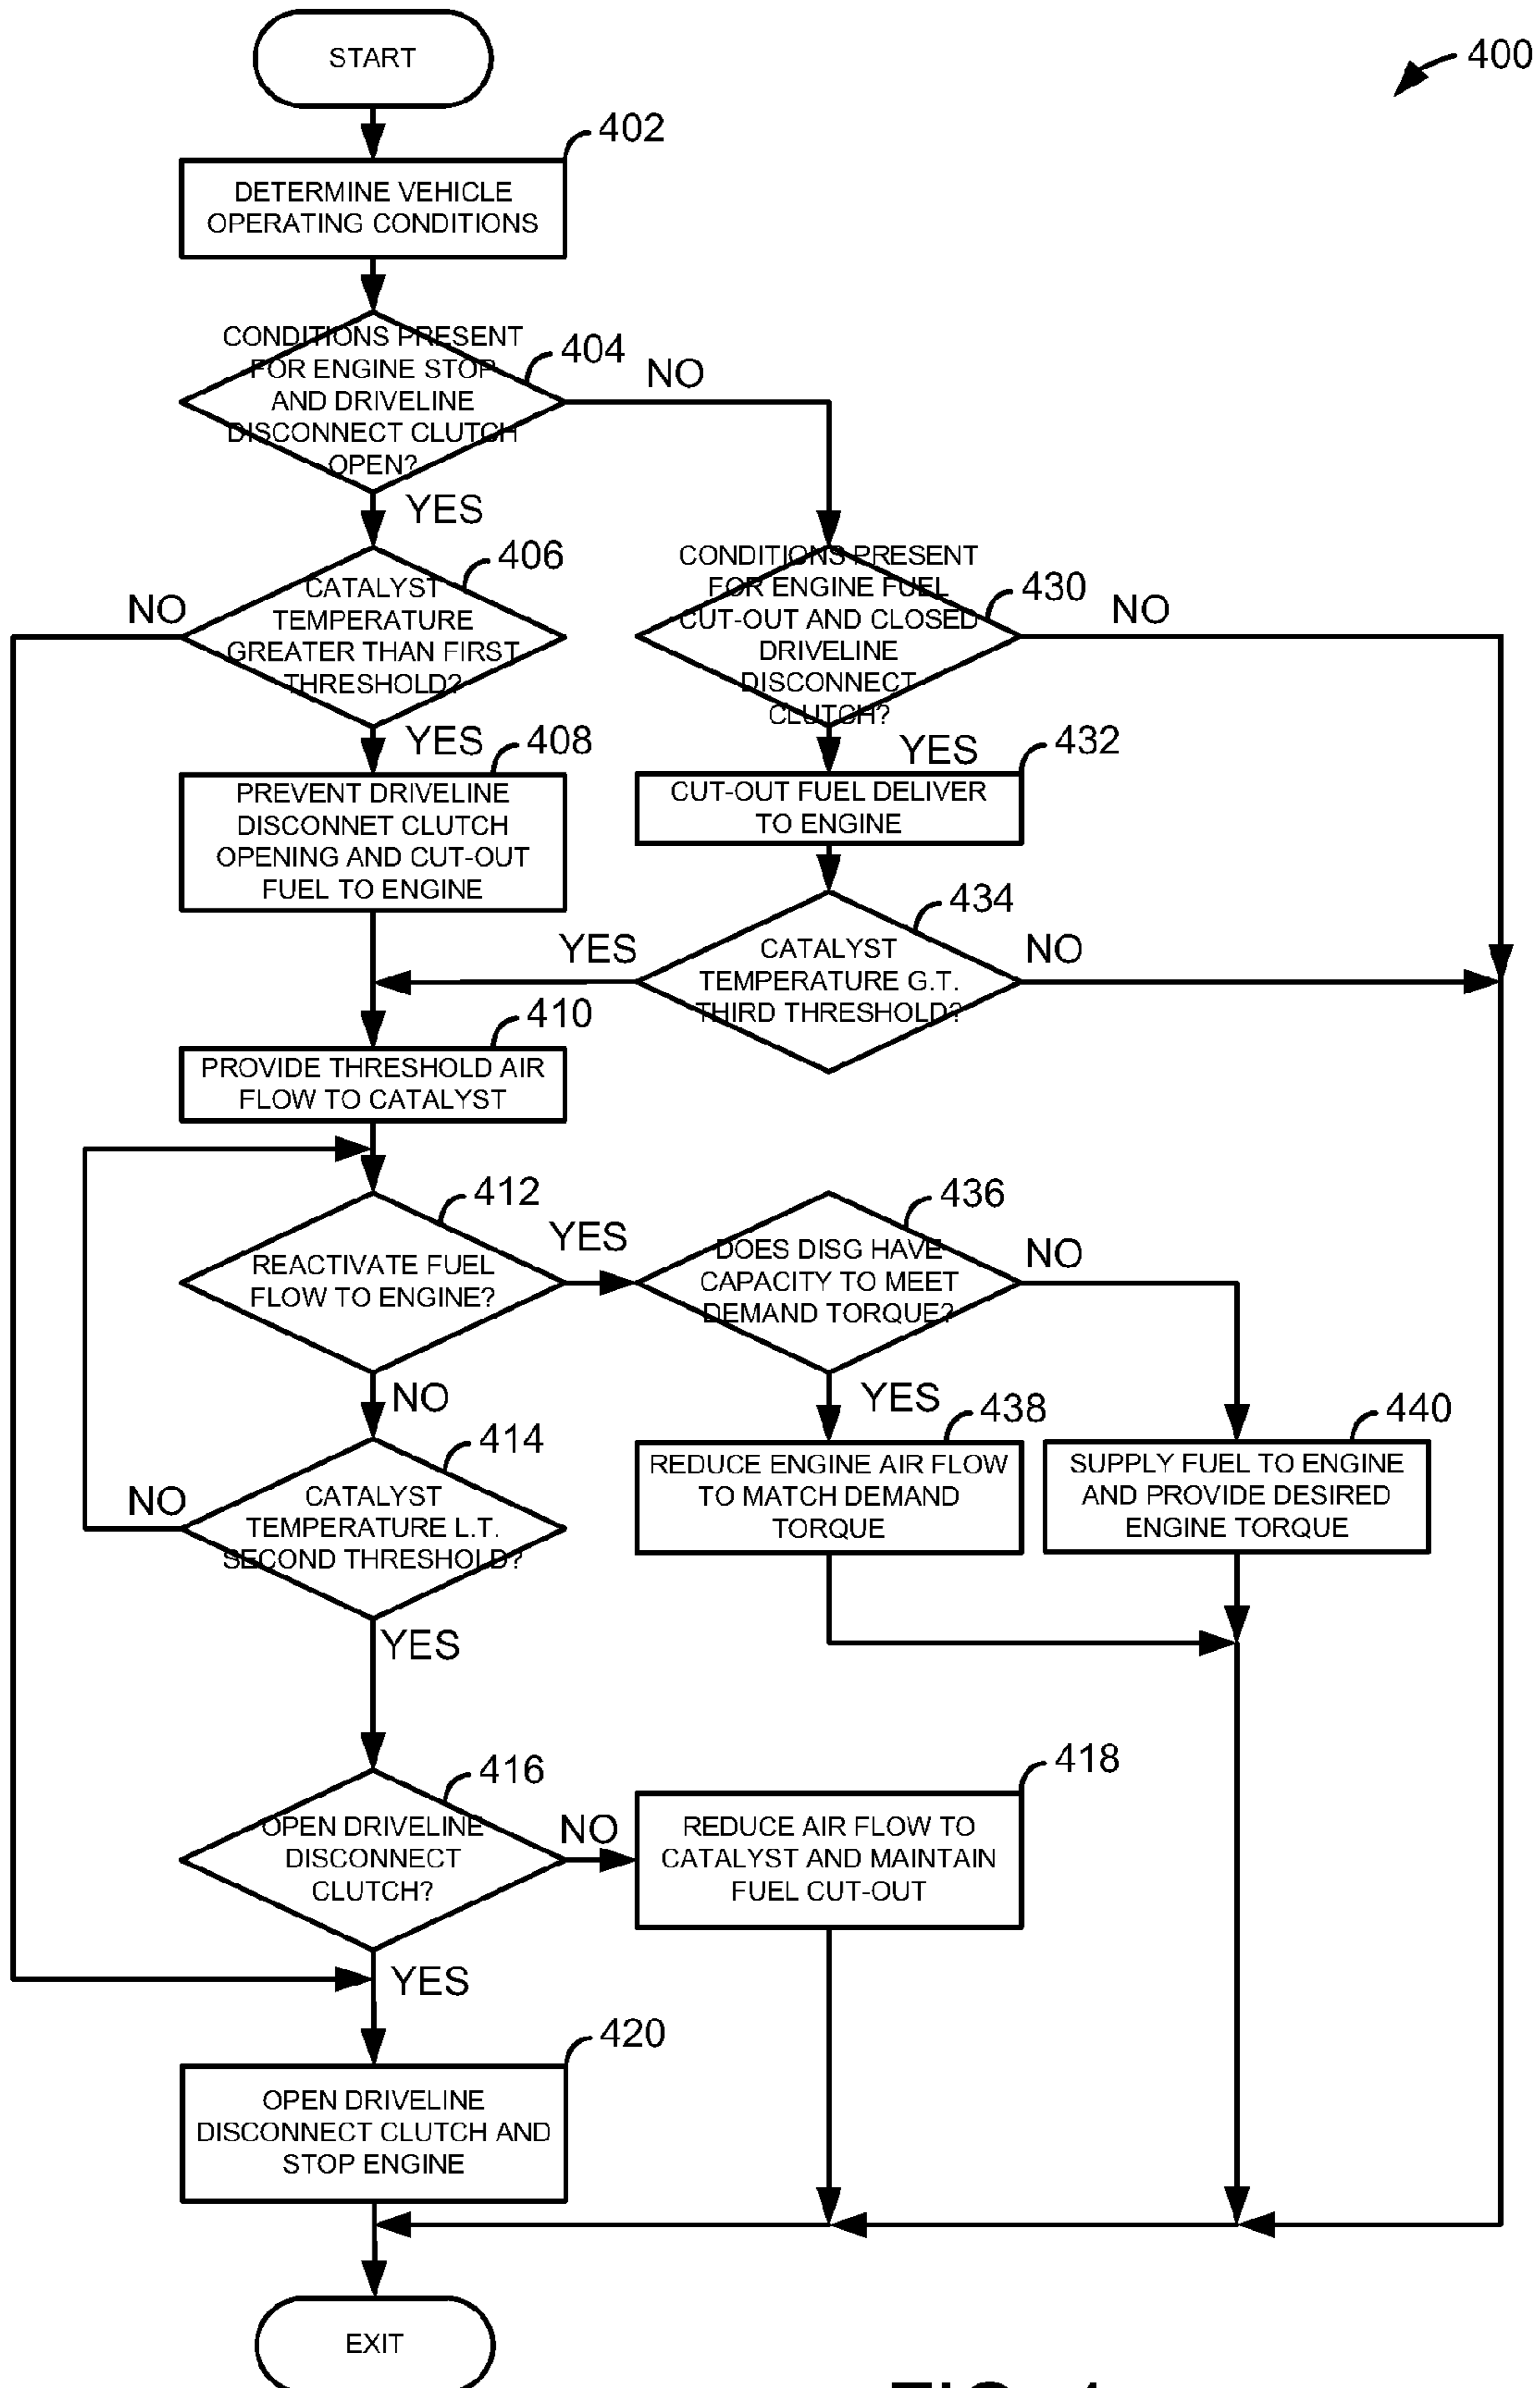 START
400
402
DETERMINE VEHICLE
OPERATING CONDITIONS
CONDITIONS PRESENT
FOR ENGINE STOP
AND DRIVELINE
DISCONNECT CLUTCH
OPEN?
404
NO
YES
CATALYST
TEMPERATURE
GREATER THAN FIRST
THRESHOLD?
406
NO
YES
CONDITIONS PRESENT
FOR ENGINE FUEL
CUT-OUT AND CLOSED
DRIVELINE
DISCONNECT
CLUTCH?
430
NO
YES
408
PREVENT DRIVELINE
DISCONNET CLUTCH
OPENING AND CUT-OUT
FUEL TO ENGINE
432
CUT-OUT FUEL DELIVER
TO ENGINE
434
CATALYST
TEMPERATURE G.T.
THIRD THRESHOLD?
YES
NO
410
PROVIDE THRESHOLD AIR
FLOW TO CATALYST
412
REACTIVATE FUEL
FLOW TO ENGINE?
YES
NO
436
DOES DISG HAVE
CAPACITY TO MEET
DEMAND TORQUE?
NO
YES
414
CATALYST
TEMPERATURE L.T.
SECOND THRESHOLD?
NO
YES
438
REDUCE ENGINE AIR FLOW
TO MATCH DEMAND
TORQUE
440
SUPPLY FUEL TO ENGINE
AND PROVIDE DESIRED
ENGINE TORQUE
416
OPEN DRIVELINE
DISCONNECT
CLUTCH?
NO
YES
418
REDUCE AIR FLOW TO
CATALYST AND MAINTAIN
FUEL CUT-OUT
420
OPEN DRIVELINE
DISCONNECT CLUTCH AND
STOP ENGINE
EXIT